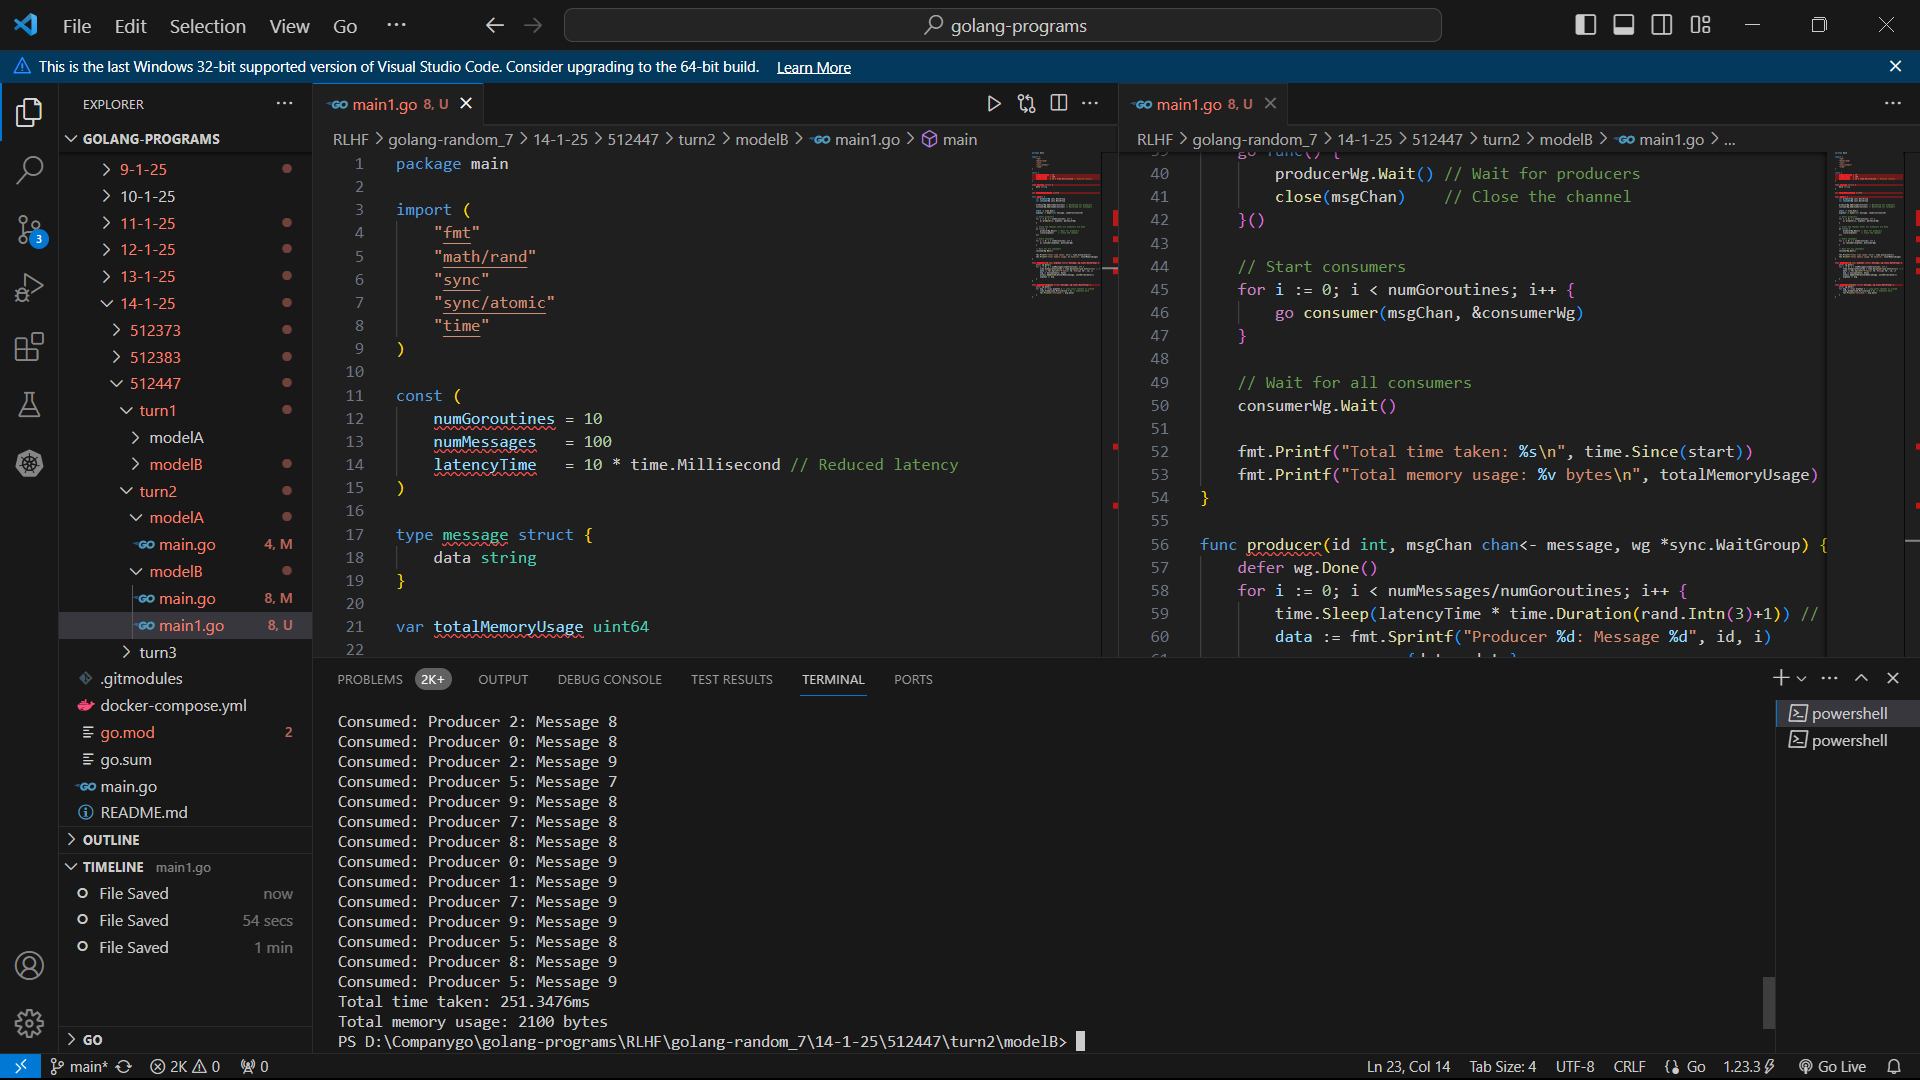 File Edit Selection View Go ··· golang-programs
This is the last Windows 32-bit supported version of Visual Studio Code. Consider upgrading to the 64-bit build. Learn More
EXPLORER
GOLANG-PROGRAMS
9-1-25
10-1-25
11-1-25
12-1-25
13-1-25
14-1-25
512373
512383
512447
turn1
modelA
modelB
turn2
modelA
main.go 4, M
modelB
main.go 8, M
main1.go 8, U
turn3
.gitmodules
docker-compose.yml
go.mod 2
go.sum
main.go
README.md
OUTLINE
TIMELINE main1.go
File Saved now
File Saved 54 secs
File Saved 1 min
GO
3
main1.go 8, U
RLHF > golang-random_7 > 14-1-25 > 512447 > turn2 > modelB > main1.go > main
1 package main
2
3 import (
4 "fmt"
5 "math/rand"
6 "sync"
7 "sync/atomic"
8 "time"
9 )
10
11 const (
12 numGoroutines = 10
13 numMessages = 100
14 latencyTime = 10 * time.Millisecond // Reduced latency
15 )
16
17 type message struct {
18 data string
19 }
20
21 var totalMemoryUsage uint64
22
main1.go 8, U
RLHF > golang-random_7 > 14-1-25 > 512447 > turn2 > modelB > main1.go > ...
39 go func() {
40 producerWg.Wait() // Wait for producers
41 close(msgChan) // Close the channel
42 }()
43
44 // Start consumers
45 for i := 0; i < numGoroutines; i++ {
46 go consumer(msgChan, &consumerWg)
47 }
48
49 // Wait for all consumers
50 consumerWg.Wait()
51
52 fmt.Printf("Total time taken: %s\n", time.Since(start))
53 fmt.Printf("Total memory usage: %v bytes\n", totalMemoryUsage)
54 }
55
56 func producer(id int, msgChan chan<- message, wg *sync.WaitGroup) {
57 defer wg.Done()
58 for i := 0; i < numMessages/numGoroutines; i++ {
59 time.Sleep(latencyTime * time.Duration(rand.Intn(3)+1)) //
60 data := fmt.Sprintf("Producer %d: Message %d", id, i)
PROBLEMS 2K+ OUTPUT DEBUG CONSOLE TEST RESULTS TERMINAL PORTS
Consumed: Producer 2: Message 8
Consumed: Producer 0: Message 8
Consumed: Producer 2: Message 9
Consumed: Producer 5: Message 7
Consumed: Producer 9: Message 8
Consumed: Producer 7: Message 8
Consumed: Producer 8: Message 8
Consumed: Producer 0: Message 9
Consumed: Producer 1: Message 9
Consumed: Producer 7: Message 9
Consumed: Producer 9: Message 9
Consumed: Producer 5: Message 8
Consumed: Producer 8: Message 9
Consumed: Producer 5: Message 9
Total time taken: 251.3476ms
Total memory usage: 2100 bytes
PS D:\Companygo\golang-programs\RLHF\golang-random_7\14-1-25\512447\turn2\modelB>
powershell
powershell
main* 2K 0 0 Ln 23, Col 14 Tab Size: 4 UTF-8 CRLF {} Go 1.23.3 Go Live